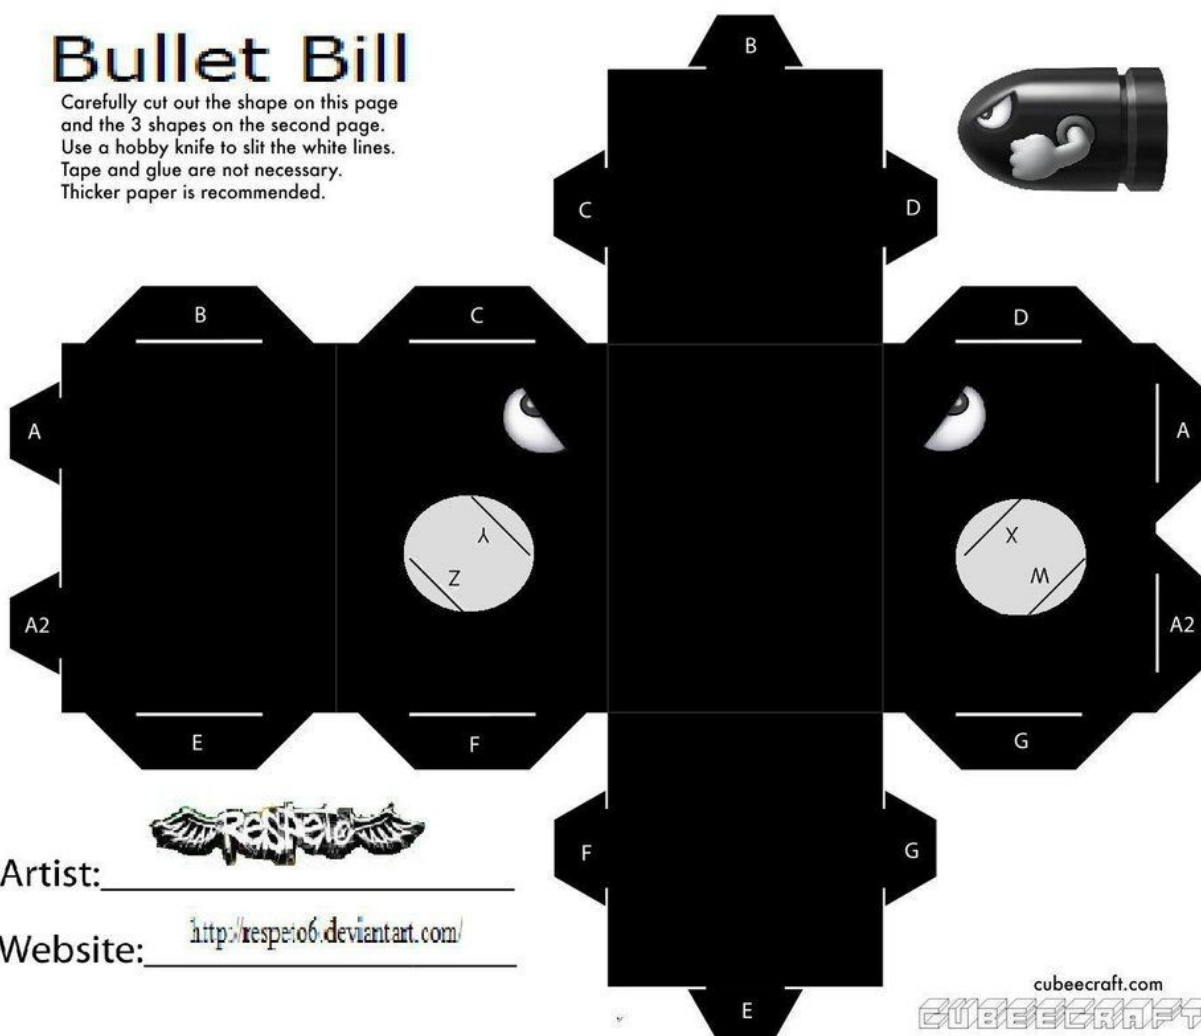 Bullet Bill
Carefully cut out the shape on this page
and the 3 shapes on the second page.
Use a hobby knife to slit the white lines.
Tape and glue are not necessary.
Thicker paper is recommended.
B
C
D
B
C
D
A
A
Y
X
Z
W
A2
A2
E
F
G
Respeto
Artist:
F
G
http://respeto6.deviantart.com/
Website:
cubeecraft.com
CUBEECRAFT
E